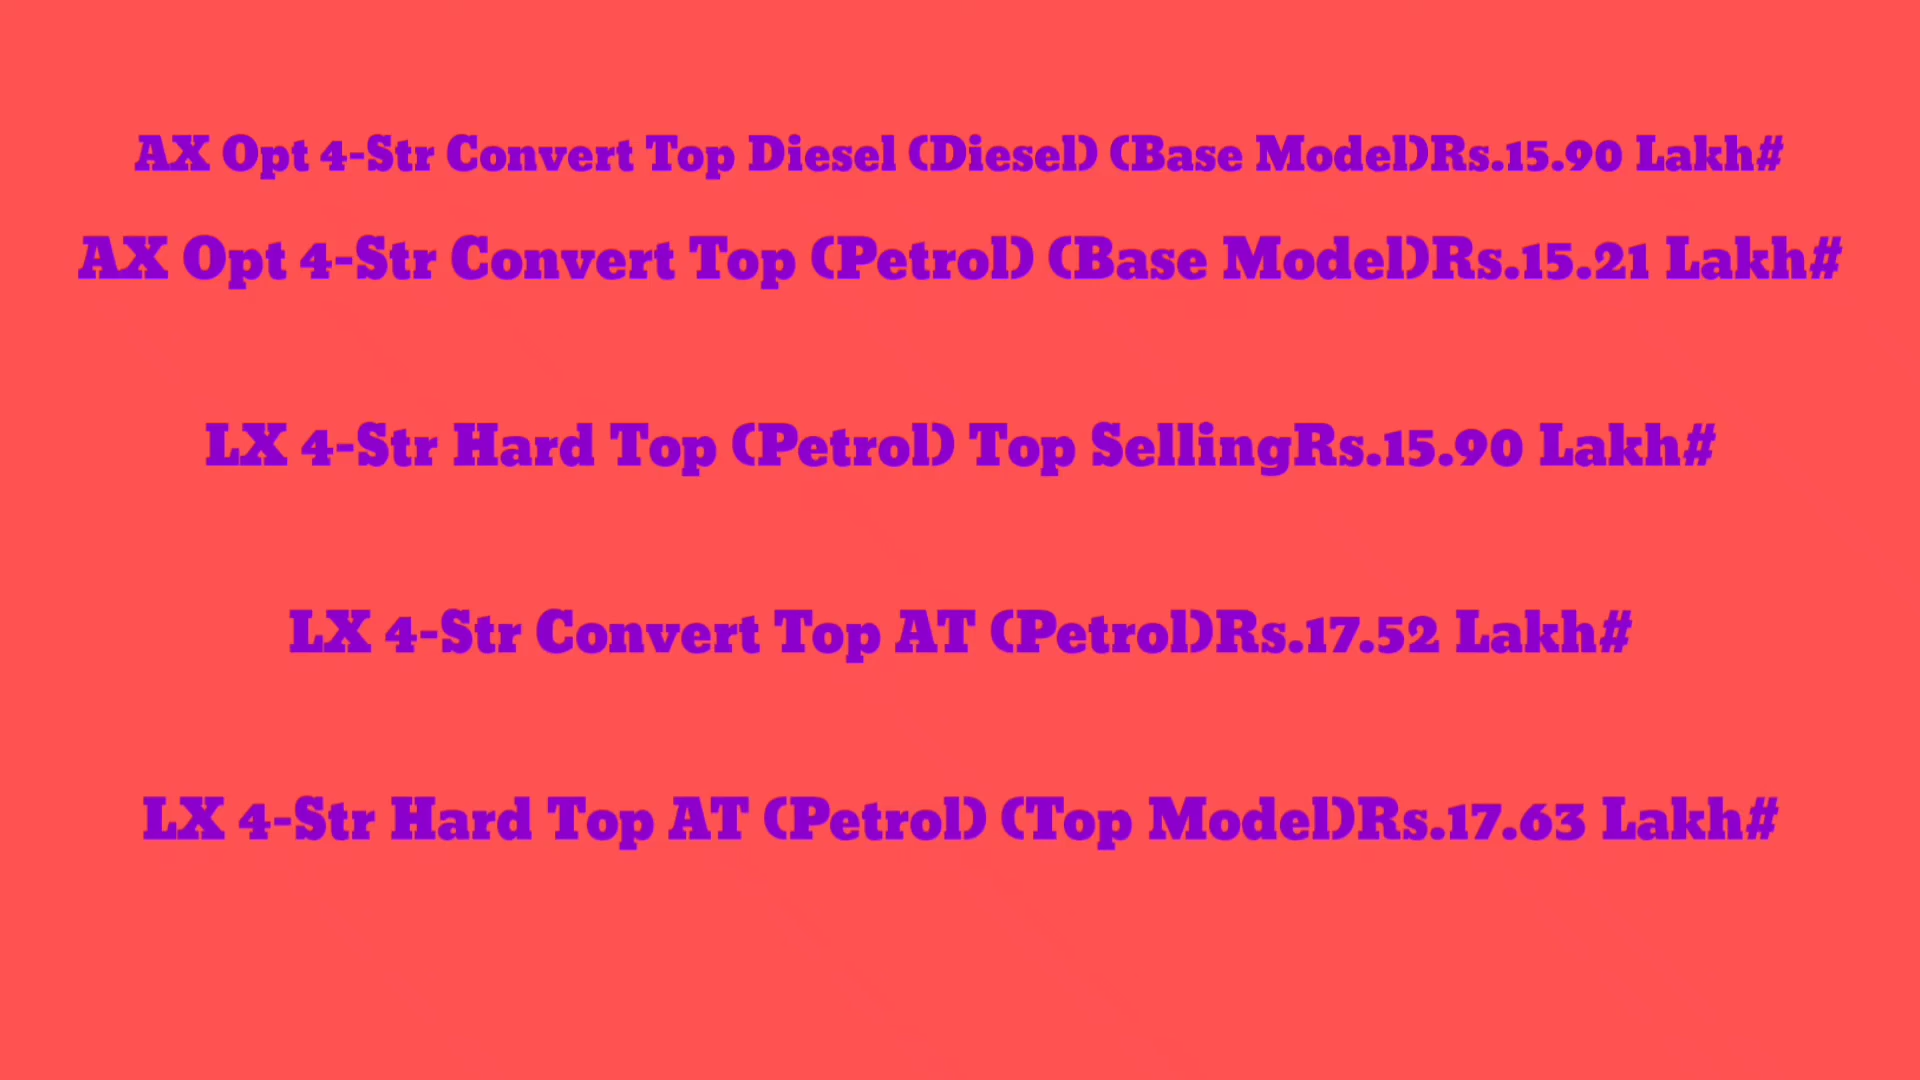 AX Opt 4-Str Convert Top Diesel (Diesel) (Base Model)Rs.15.90 Lakh#
AX Opt 4-Str Convert Top (Petrol) (Base Model)Rs.15.21 Lakh#
LX 4-Str Hard Top (Petrol) Top SellingRs.15.90 Lakh#
LX 4-Str Convert Top AT (Petrol)Rs.17.52 Lakh#
LX 4-Str Hard Top AT (Petrol) (Top Model)Rs.17.63 Lakh#